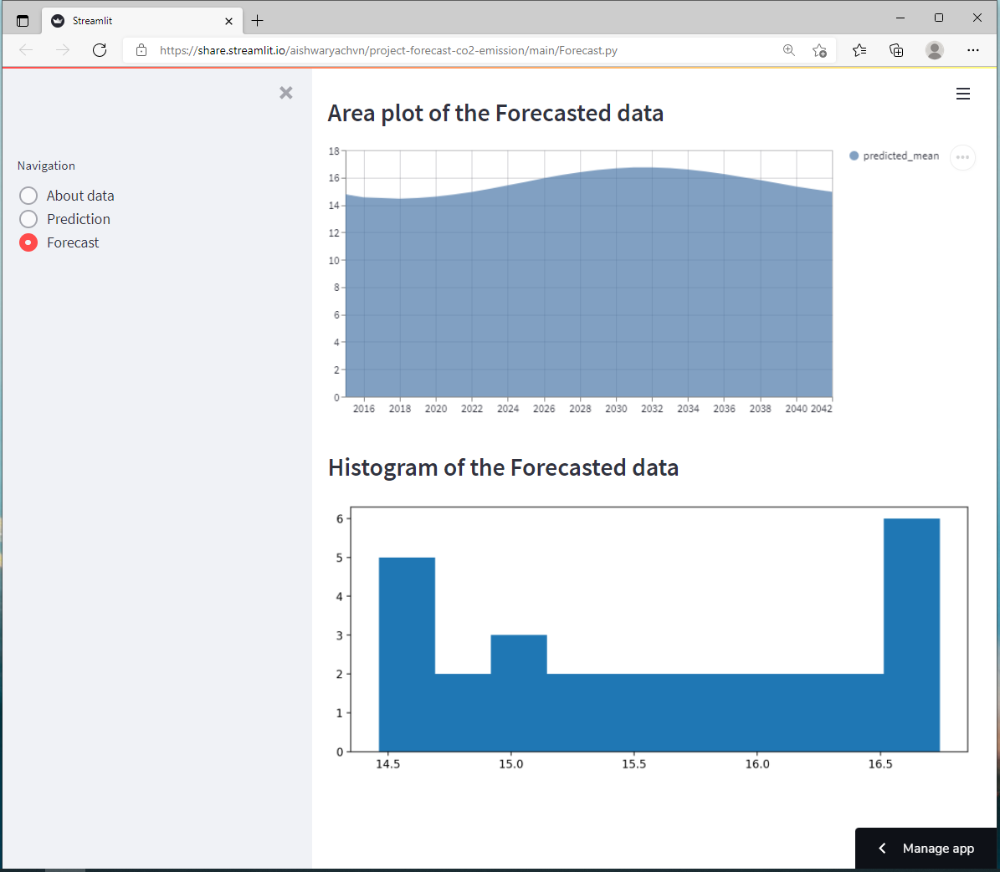 Streamlit
https://share.streamlit.io/aishwaryachvn/project-forecast-co2-emission/main/Forecast.py
Navigation
About data
Prediction
Forecast
Area plot of the Forecasted data
predicted_mean
18
16
14
12
10
8
6
4
2
0
2016 2018 2020 2022 2024 2026 2028 2030 2032 2034 2036 2038 2040 2042
Histogram of the Forecasted data
6
5
4
3
2
1
0
14.5 15.0 15.5 16.0 16.5
Manage app